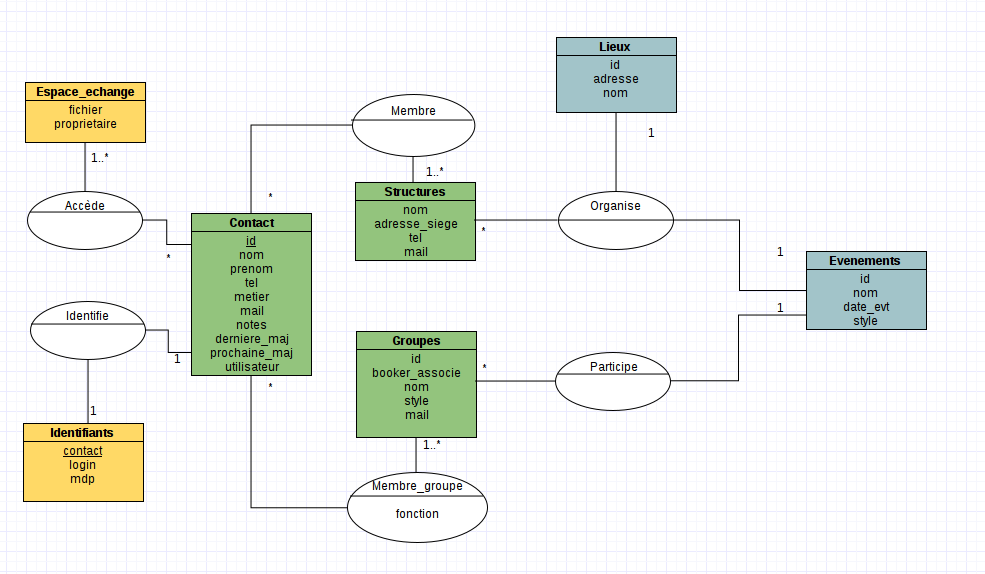 Lieux
id
adresse
nom
1
Espace_echange
fichier
proprietaire
1..*
Accède
*
Membre
*
1..*
Structures
nom
adresse_siege
tel
mail
*
Organise
1
Evenements
id
nom
date_evt
style
1
Contact
id
nom
prenom
tel
metier
mail
notes
derniere_maj
prochaine_maj
utilisateur
*
Identifie
1
1
Identifiants
contact
login
mdp
Groupes
id
booker_associe
nom
style
mail
*
Participe
1..*
Membre_groupe
fonction